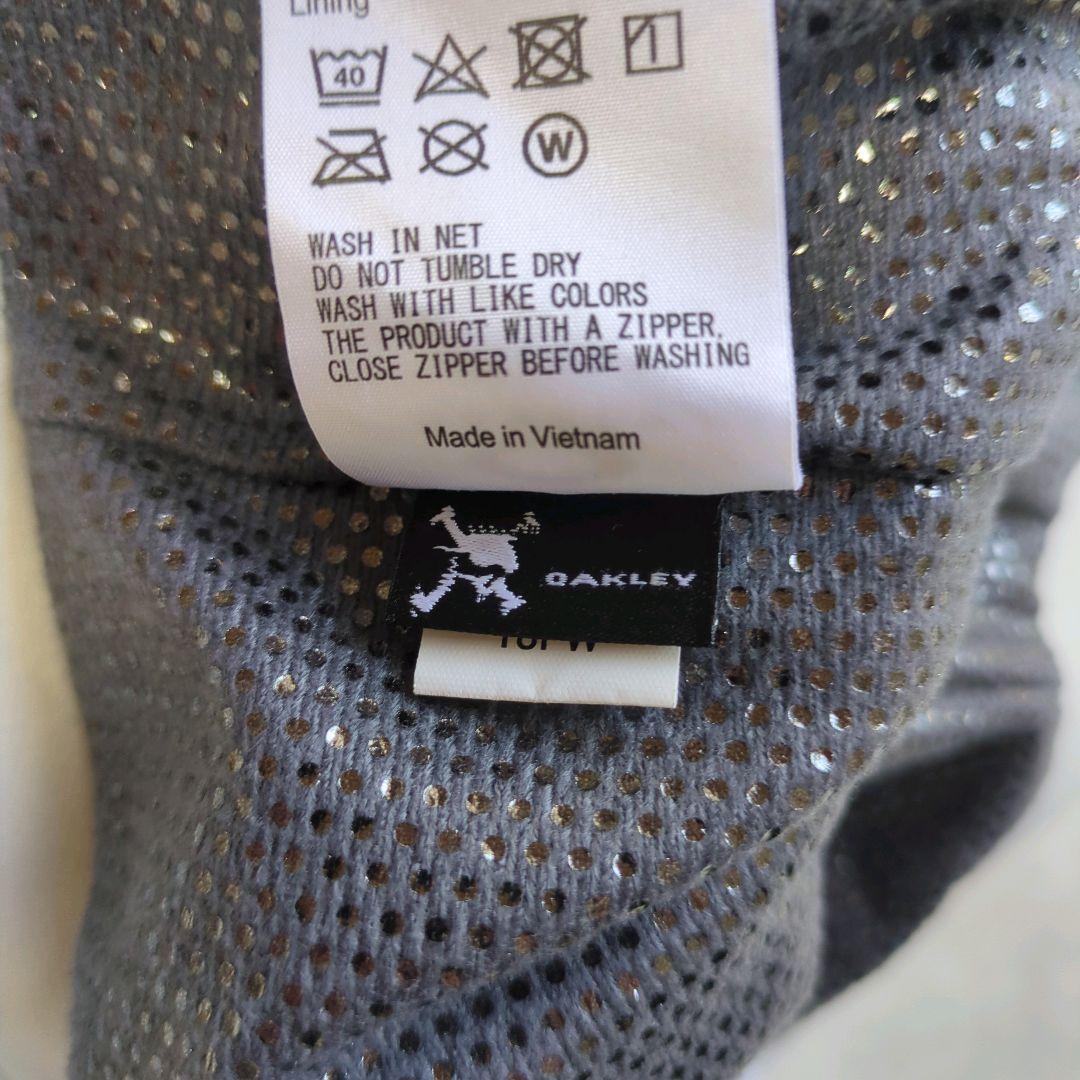 Lining
40
W
WASH IN NET
DO NOT TUMBLE DRY
WASH WITH LIKE COLORS
THE PRODUCT WITH A ZIPPER.
CLOSE ZIPPER BEFORE WASHING
Made in Vietnam
OAKLEY